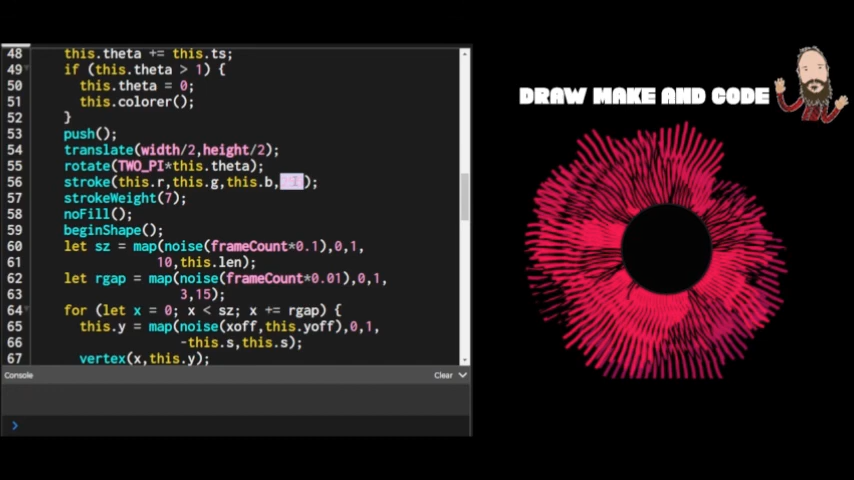 48 this.theta += this.ts;
49 if (this.theta > 1) {
50 this.theta = 0;
51 this.colorer();
52 }
53 push();
54 translate(width/2,height/2);
55 rotate(TWO_PI*this.theta);
56 stroke(this.r,this.g,this.b, );
57 strokeWeight(7);
58 noFill();
59 beginShape();
60 let sz = map(noise(frameCount*0.1),0,1,
61 10,this.len);
62 let rgap = map(noise(frameCount*0.01),0,1,
63 3,15);
64 for (let x = 0; x < sz; x += rgap) {
65 this.y = map(noise(xoff,this.yoff),0,1,
66 -this.s,this.s);
67 vertex(x,this.y);
Console
Clear
DRAW MAKE AND CODE